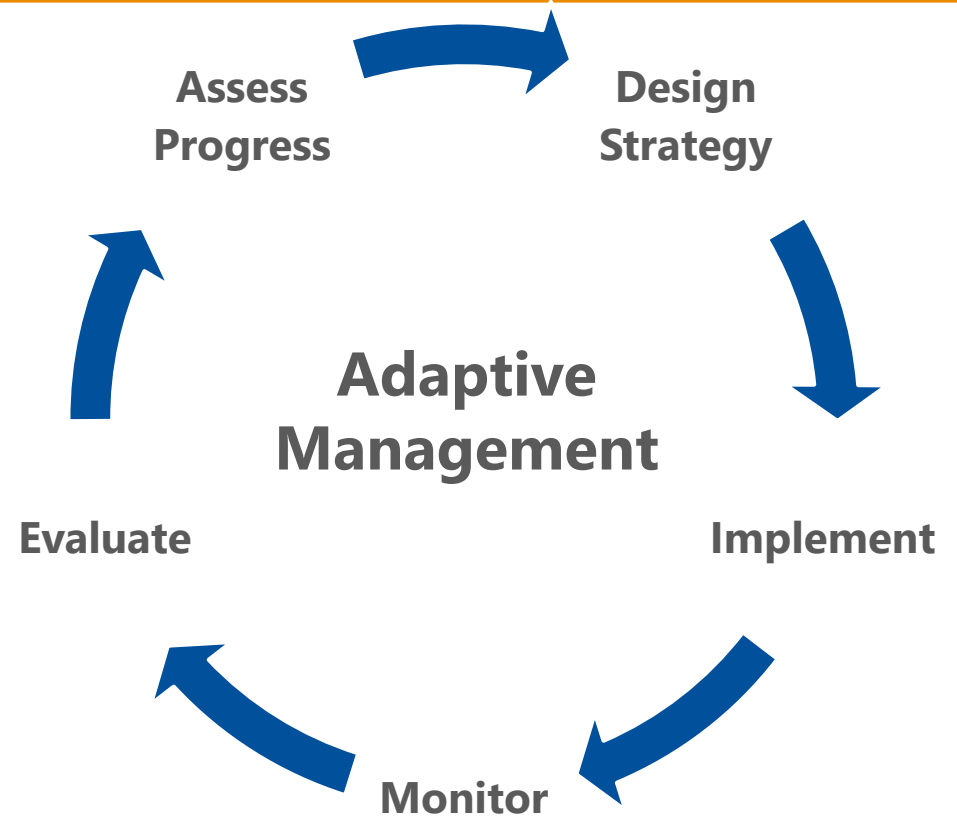 Assess
Progress
Design
Strategy
Adaptive
Management
Evaluate
Implement
Monitor